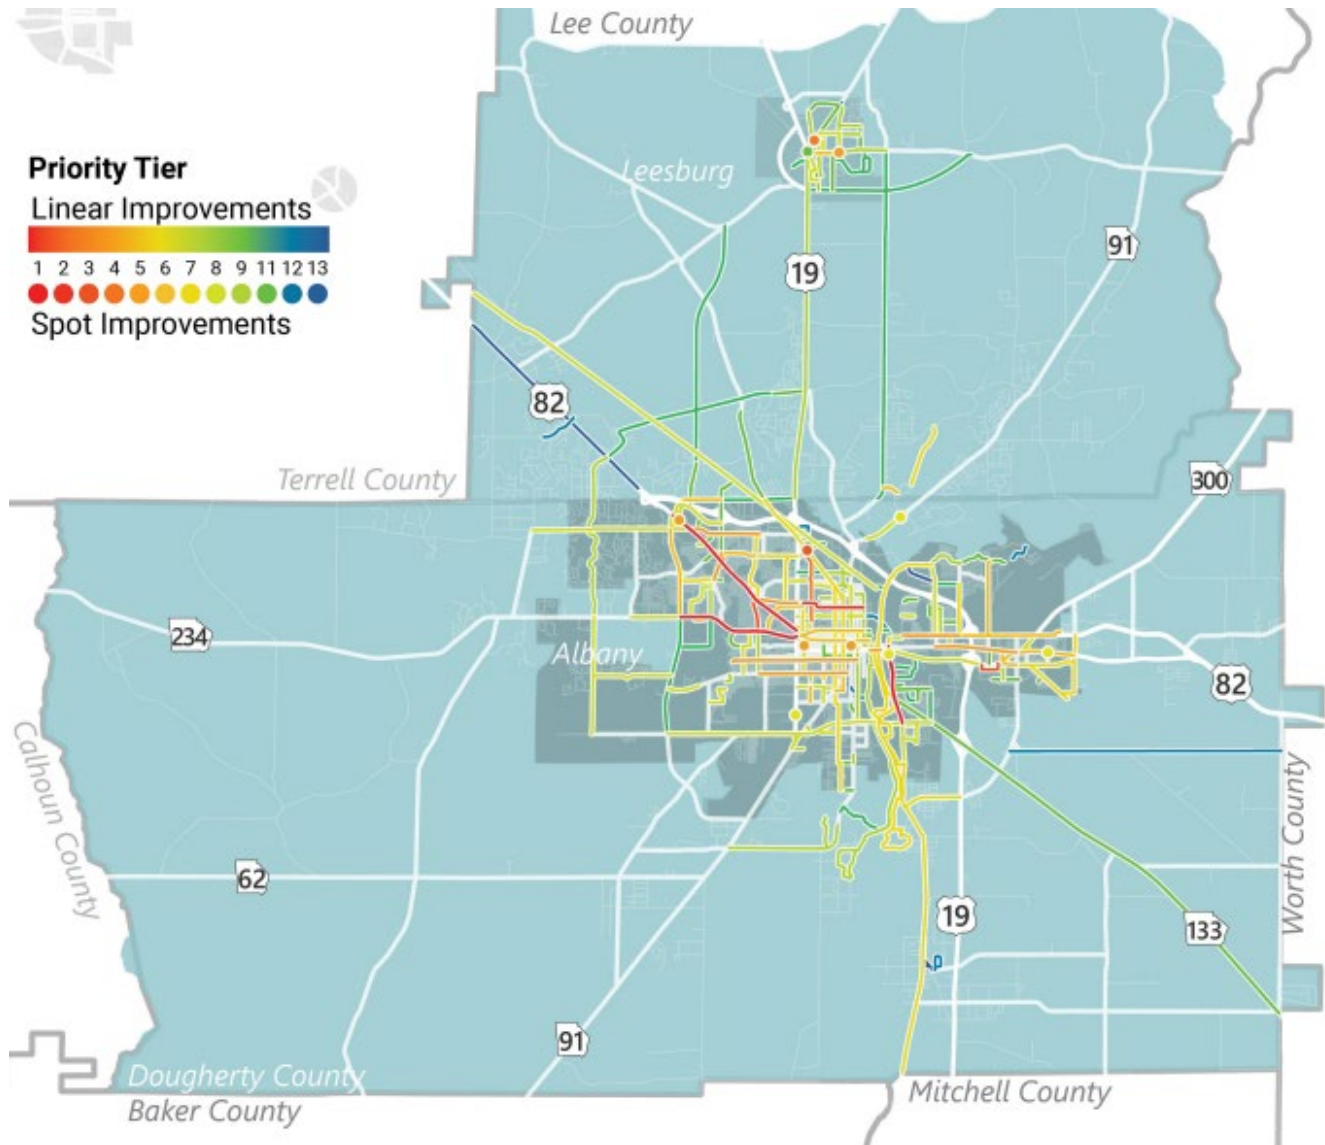 Lee County
Priority Tier
Linear Improvements
1 2 3 4 5 6 7 8 9 11 12 13
Spot Improvements
Leesburg
91
19
82
Terrell County
300
234
Albany
82
Calhoun County
Worth County
62
19
133
91
Dougherty County
Baker County
Mitchell County